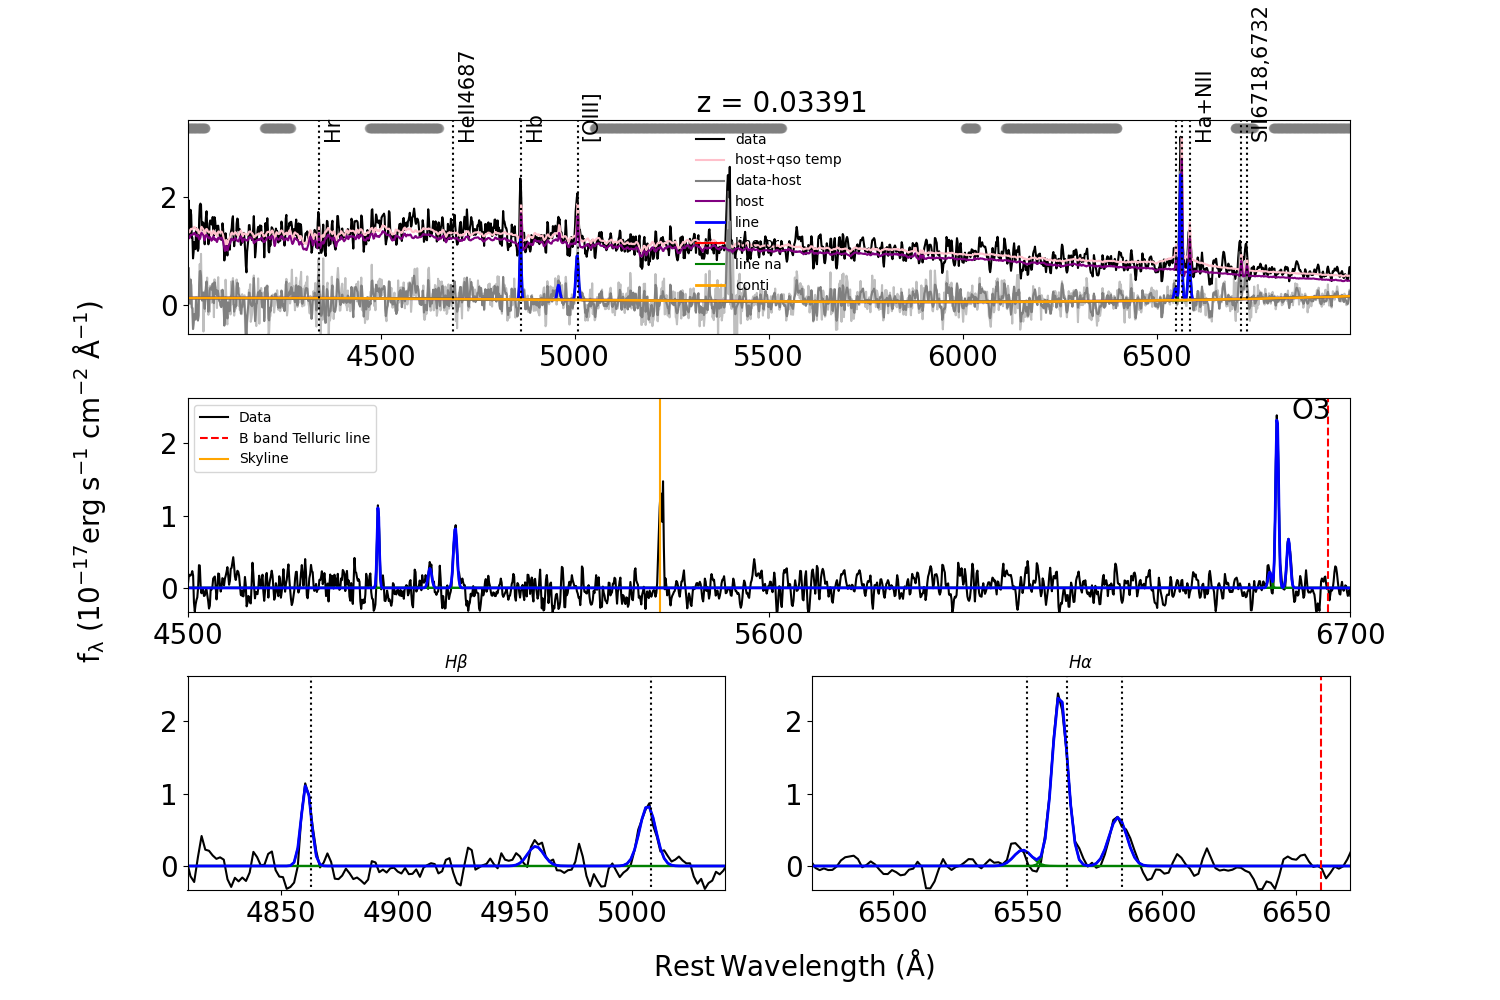 z = 0.03391
Hr
HeII4687
Hb
[OIII]
Ha+NII
SII6718,6732
data
host+qso temp
data-host
host
line
line na
conti
2
0
4500
5000
5500
6000
6500
fλ (10⁻¹⁷erg s⁻¹ cm⁻² Å⁻¹)
Data
B band Telluric line
Skyline
O3
2
1
0
4500
5600
6700
Hβ
2
1
0
4850
4900
4950
5000
Hα
2
1
0
6500
6550
6600
6650
Rest Wavelength (Å)